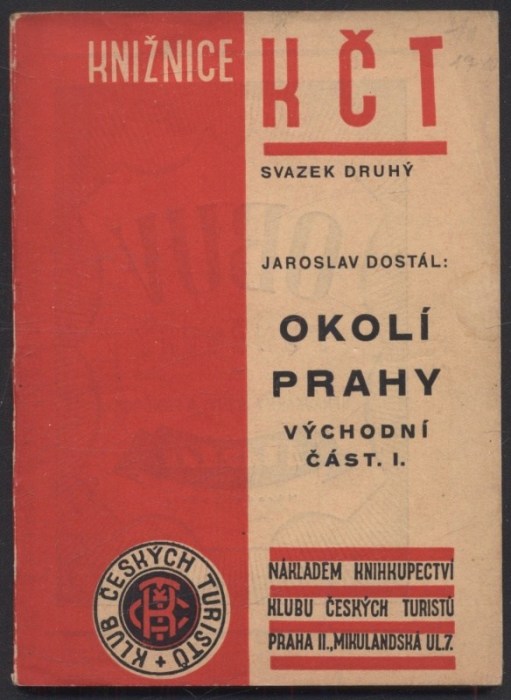 KNIŽNICE KČT
SVAZEK DRUHÝ
JAROSLAV DOSTÁL:
OKOLÍ
PRAHY
VÝCHODNÍ
ČÁST. I.
NÁKLADEM KNIHKUPECTVÍ
KLUBU ČESKÝCH TURISTŮ
PRAHA II., MIKULANDSKÁ UL. 7.
KLUB ČESKÝCH TURISTŮ +
KČT